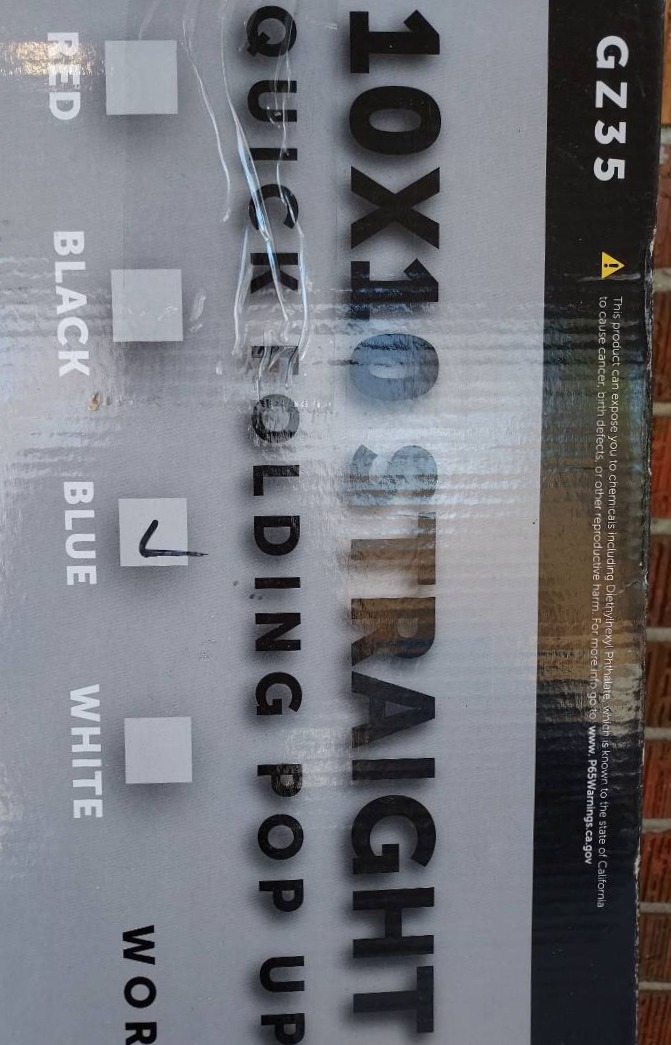 GZ35
This product can expose you to chemicals including Diethylhexyl Phthalate, which is known to the state of California
to cause cancer, birth defects, or other reproductive harm. For more info go to www. P65Warnings.ca.gov
10X10 STRAIGHT
QUICK FOLDING POP UP
RED BLACK BLUE WHITE
WOR